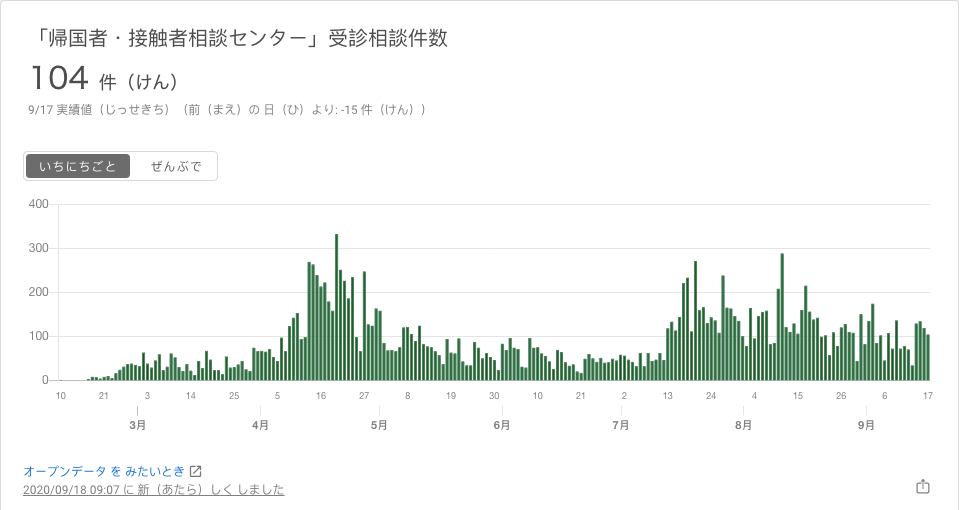 「帰国者・接触者相談センター」受診相談件数
104 件（けん）
9/17 実績値（じっせきち）（前（まえ）の 日（ひ）より: -15 件（けん））
いちにちごと ぜんぶで
400
300
200
100
0
10 21 3 14 25 5 16 27 8 19 30 10 21 2 13 24 4 15 26 6 17
3月 4月 5月 6月 7月 8月 9月
オープンデータ を みたいとき
2020/09/18 09:07 に 新（あたら）しく しました